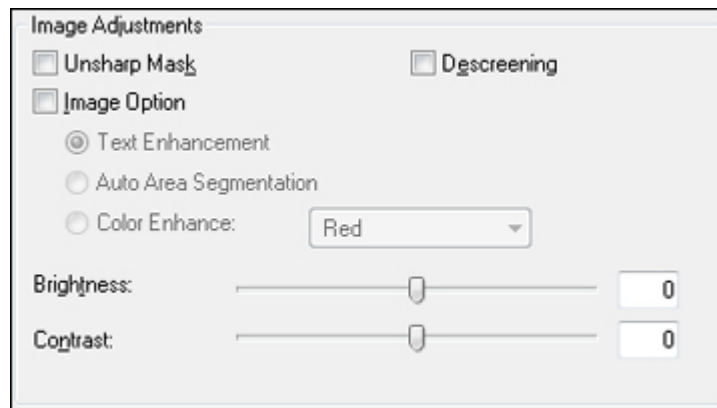 Image Adjustments
Unsharp Mask Descreening
Image Option
Text Enhancement
Auto Area Segmentation
Color Enhance: Red
Brightness: 0
Contrast: 0